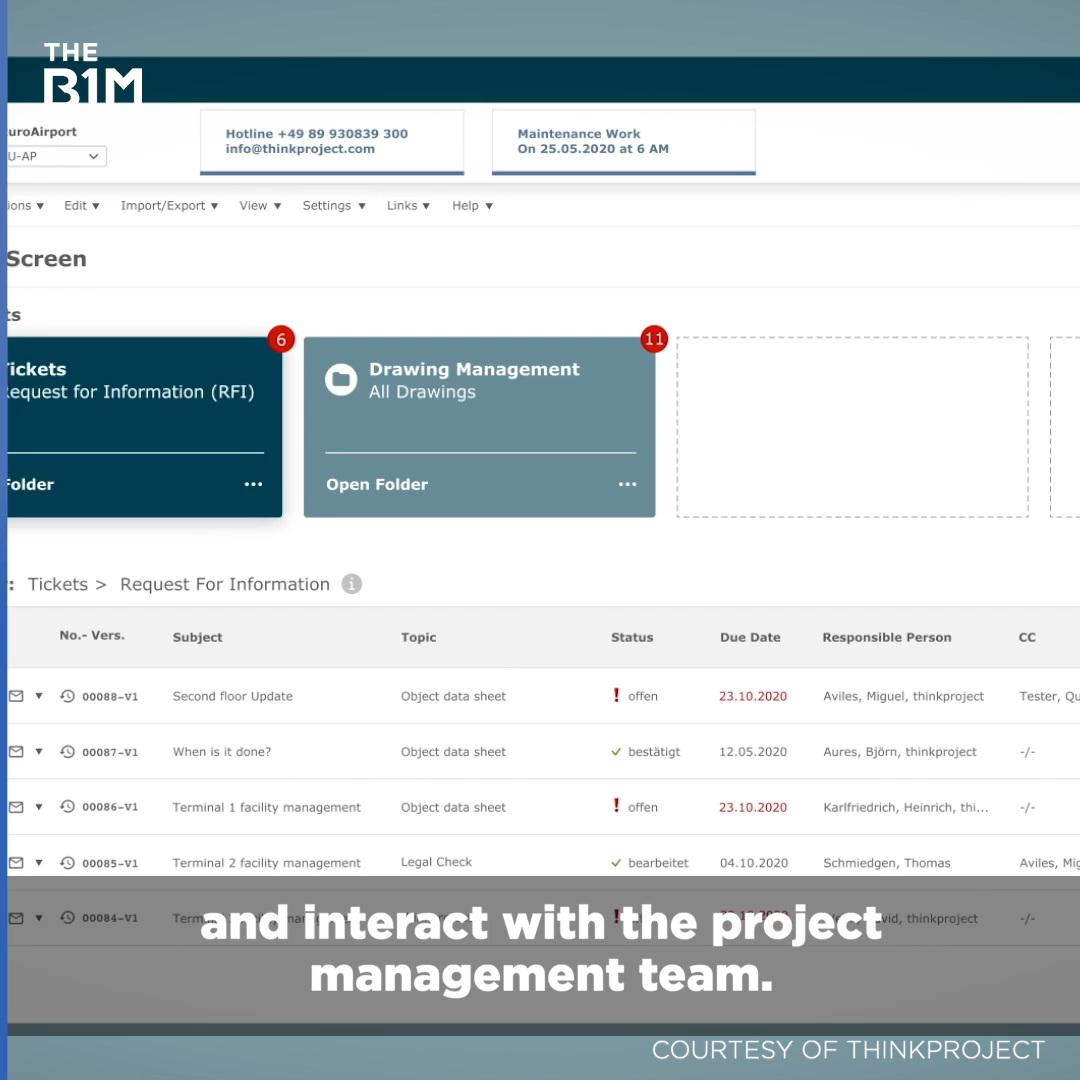 THE
B1M
uroAirport
U-AP
Hotline +49 89 930839 300
info@thinkproject.com
Maintenance Work
On 25.05.2020 at 6 AM
ions ▼ Edit ▼ Import/Export ▼ View ▼ Settings ▼ Links ▼ Help ▼
Screen
ts
6
Tickets
Request for Information (RFI)
Folder ...
11
Drawing Management
All Drawings
Open Folder ...
: Tickets > Request For Information i
No.- Vers. Subject Topic Status Due Date Responsible Person CC
00088-V1 Second floor Update Object data sheet ! offen 23.10.2020 Aviles, Miguel, thinkproject Tester, Qu
00087-V1 When is it done? Object data sheet ✓ bestätigt 12.05.2020 Aures, Björn, thinkproject -/-
00086-V1 Terminal 1 facility management Object data sheet ! offen 23.10.2020 Karlfriedrich, Heinrich, thi... -/-
00085-V1 Terminal 2 facility management Legal Check ✓ bearbeitet 04.10.2020 Schmiedgen, Thomas Aviles, Mig
00084-V1 thinkproject -/-
and interact with the project
management team.
COURTESY OF THINKPROJECT